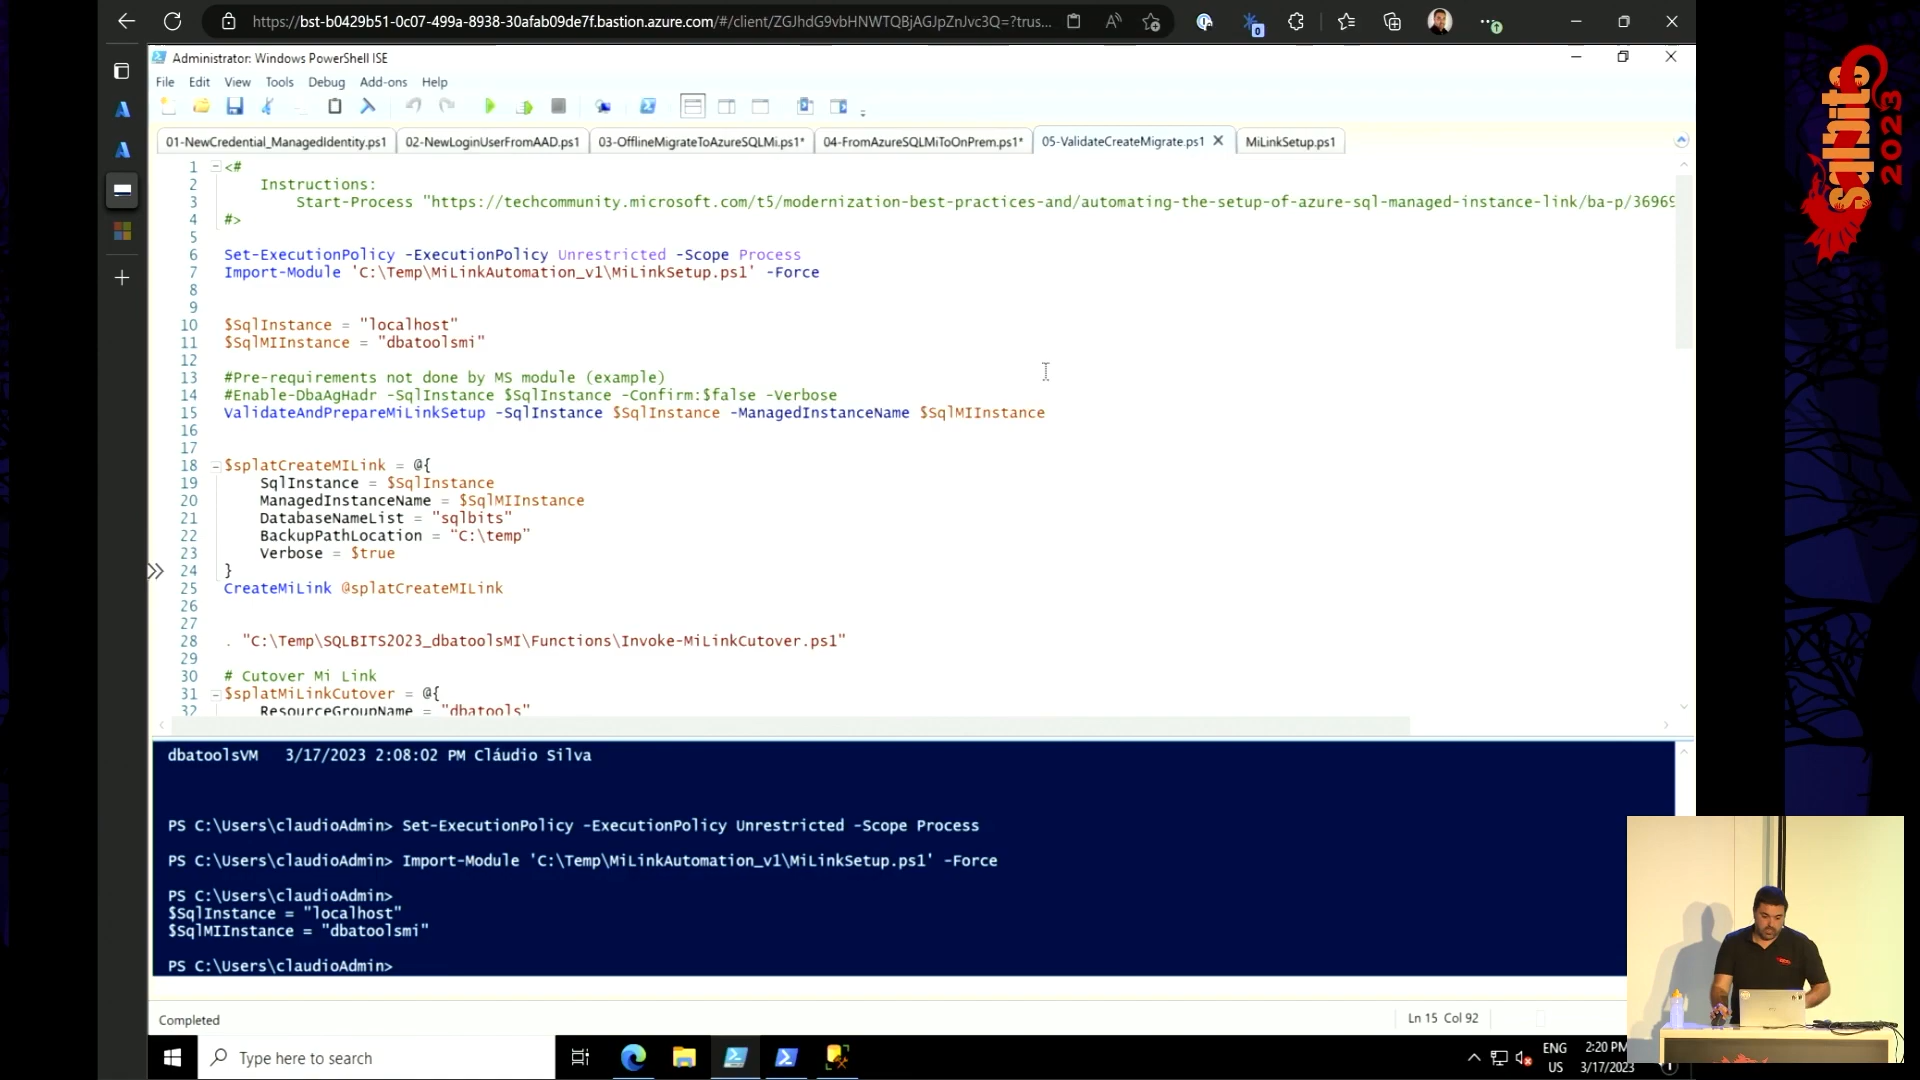 https://bst-b0429b51-0c07-499a-8938-30afab09de7f.bastion.azure.com/#/client/ZGJhdG9vbHNWTQBjAGJpZnJvc3Q=?trus...
0
Administrator: Windows PowerShell ISE
File Edit View Tools Debug Add-ons Help
01-NewCredential_ManagedIdentity.ps1 02-NewLoginUserFromAAD.ps1 03-OfflineMigrateToAzureSQLMi.ps1* 04-FromAzureSQLMiToOnPrem.ps1* 05-ValidateCreateMigrate.ps1 MiLinkSetup.ps1
1 <#
2 Instructions:
3 Start-Process "https://techcommunity.microsoft.com/t5/modernization-best-practices-and/automating-the-setup-of-azure-sql-managed-instance-link/ba-p/36969
4 #>
5
6 Set-ExecutionPolicy -ExecutionPolicy Unrestricted -Scope Process
7 Import-Module 'C:\Temp\MiLinkAutomation_v1\MiLinkSetup.ps1' -Force
8
9
10 $SqlInstance = "localhost"
11 $SqlMIInstance = "dbatoolsmi"
12
13 #Pre-requirements not done by MS module (example)
14 #Enable-DbaAgHadr -SqlInstance $SqlInstance -Confirm:$false -Verbose
15 ValidateAndPrepareMiLinkSetup -SqlInstance $SqlInstance -ManagedInstanceName $SqlMIInstance
16
17
18 $splatCreateMILink = @{
19 SqlInstance = $SqlInstance
20 ManagedInstanceName = $SqlMIInstance
21 DatabaseNameList = "sqlbits"
22 BackupPathLocation = "C:\temp"
23 Verbose = $true
24 }
25 CreateMiLink @splatCreateMILink
26
27
28 . "C:\Temp\SQLBITS2023_dbatoolsMI\Functions\Invoke-MiLinkCutover.ps1"
29
30 # Cutover Mi Link
31 $splatMiLinkCutover = @{
32 ResourceGroupName = "dbatools"
dbatoolsVM 3/17/2023 2:08:02 PM Cláudio Silva
PS C:\Users\claudioAdmin> Set-ExecutionPolicy -ExecutionPolicy Unrestricted -Scope Process
PS C:\Users\claudioAdmin> Import-Module 'C:\Temp\MiLinkAutomation_v1\MiLinkSetup.ps1' -Force
PS C:\Users\claudioAdmin>
$SqlInstance = "localhost"
$SqlMIInstance = "dbatoolsmi"
PS C:\Users\claudioAdmin>
Completed
Ln 15 Col 92
Type here to search
ENG
US
2:20 PM
3/17/2023
sqlbits
2023